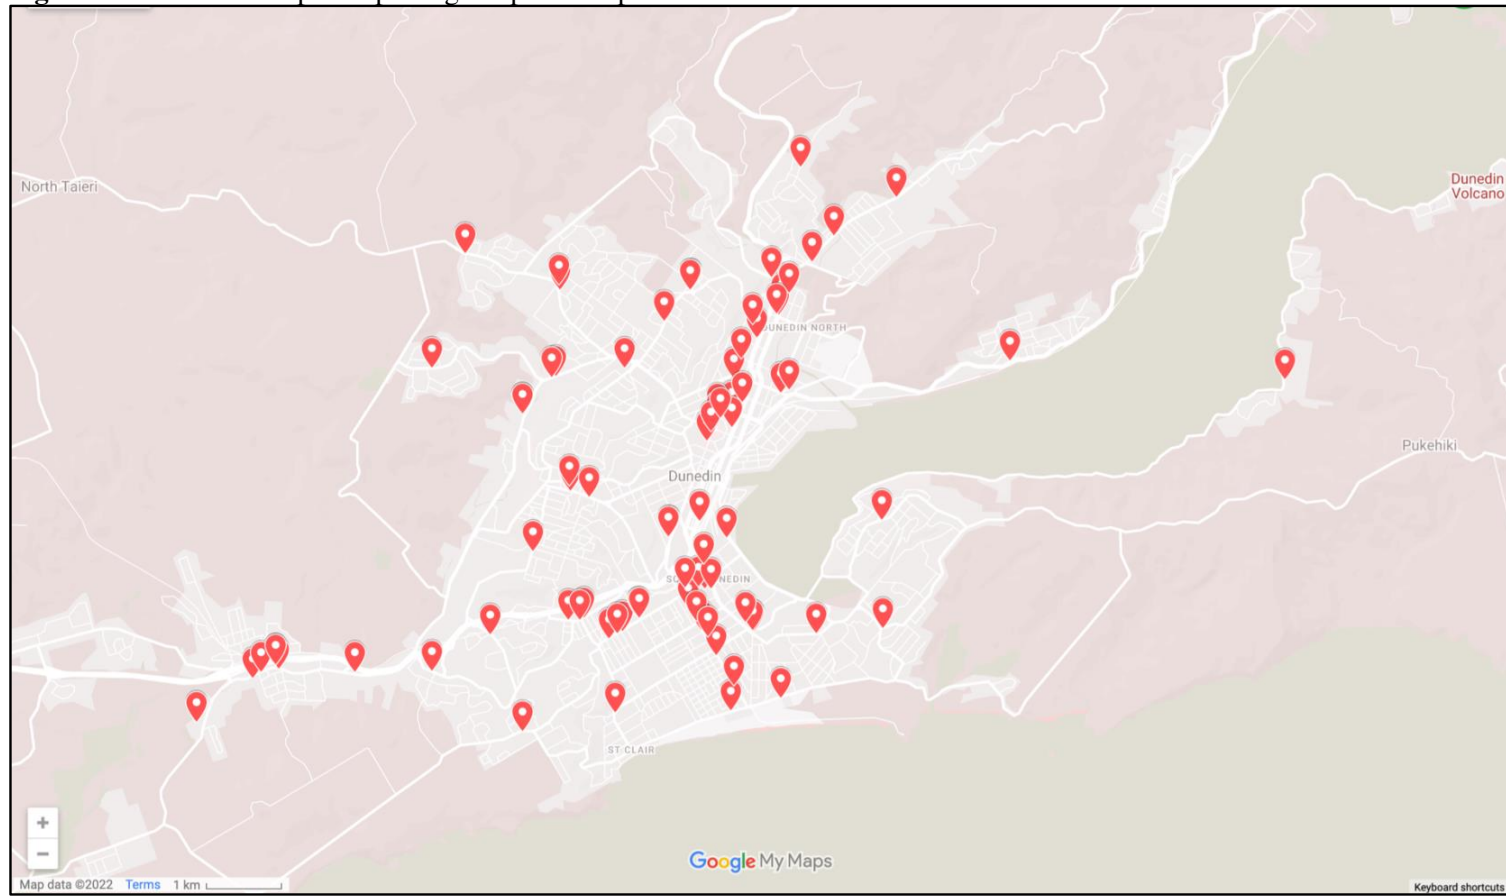 North Taieri
Dunedin
Volcano
DUNEDIN NORTH
Pukehiki
Dunedin
ST CLAIR
+
−
Google My Maps
Map data ©2022 Terms 1 km
Keyboard shortcuts